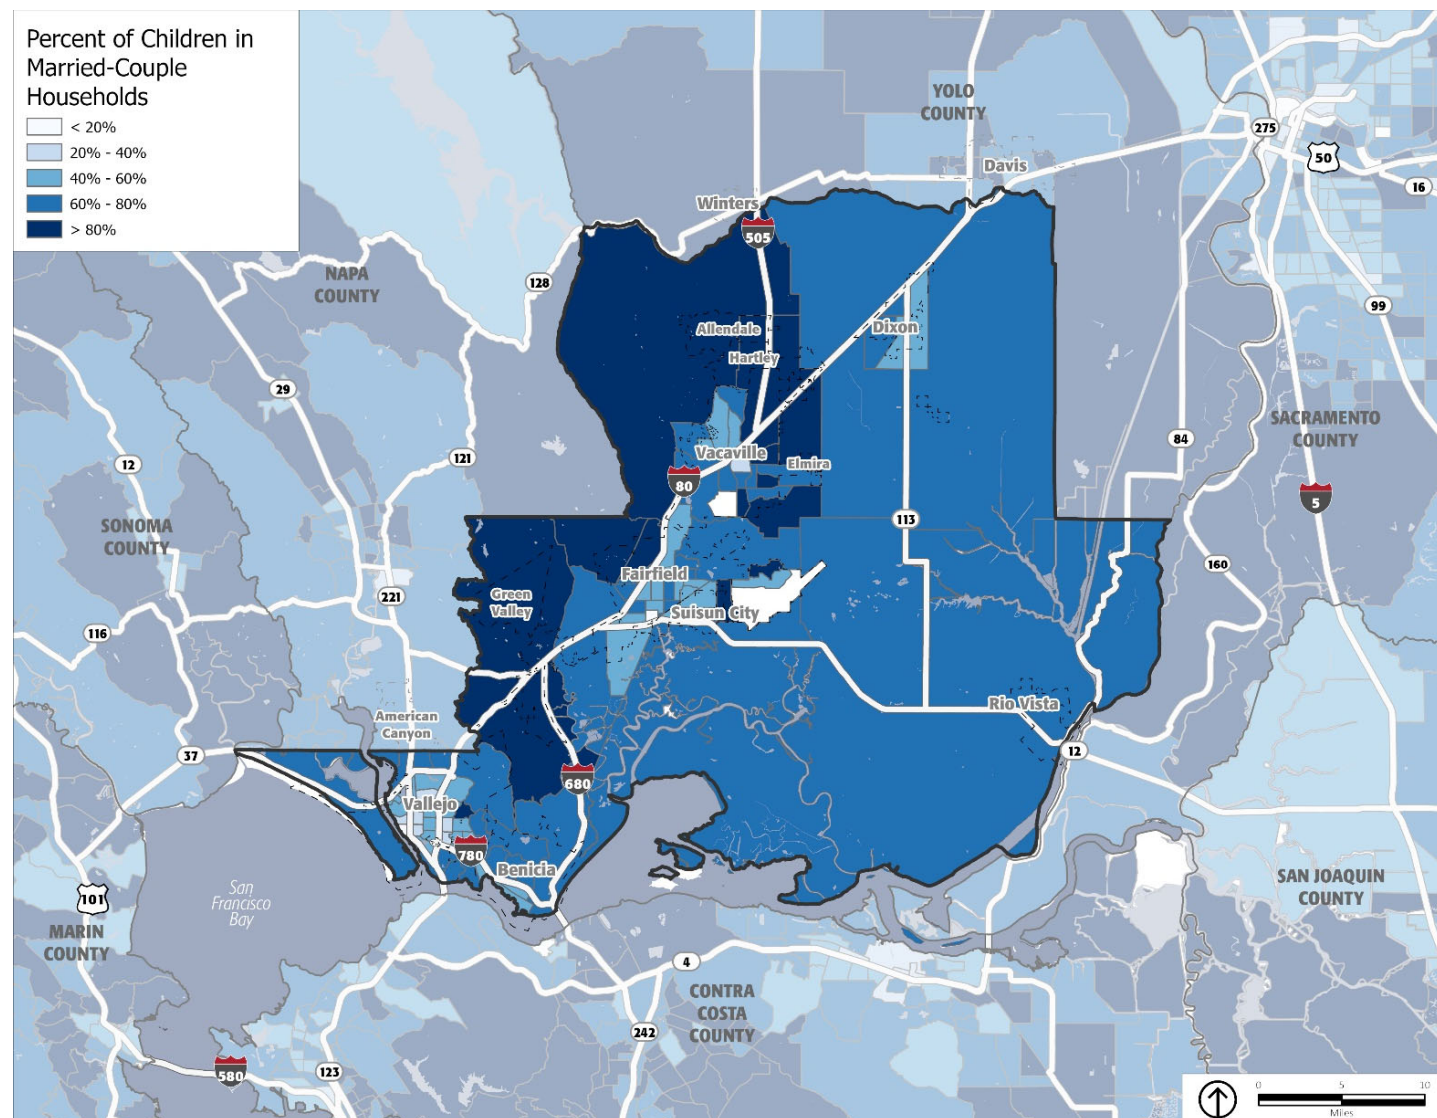 Percent of Children in
Married-Couple
Households
< 20%
20% - 40%
40% - 60%
60% - 80%
> 80%
YOLO
COUNTY
275
50
16
Davis
Winters
505
NAPA
COUNTY
128
99
Allendale
Dixon
Hartley
29
SACRAMENTO
COUNTY
84
12
121
Vacaville
Elmira
80
5
SONOMA
COUNTY
113
160
Fairfield
Green
Valley
221
Suisun City
116
Rio Vista
American
Canyon
37
12
680
Vallejo
780
Benicia
San
Francisco
Bay
101
MARIN
COUNTY
SAN JOAQUIN
COUNTY
4
CONTRA
COSTA
COUNTY
242
580
123
0 5 10
Miles